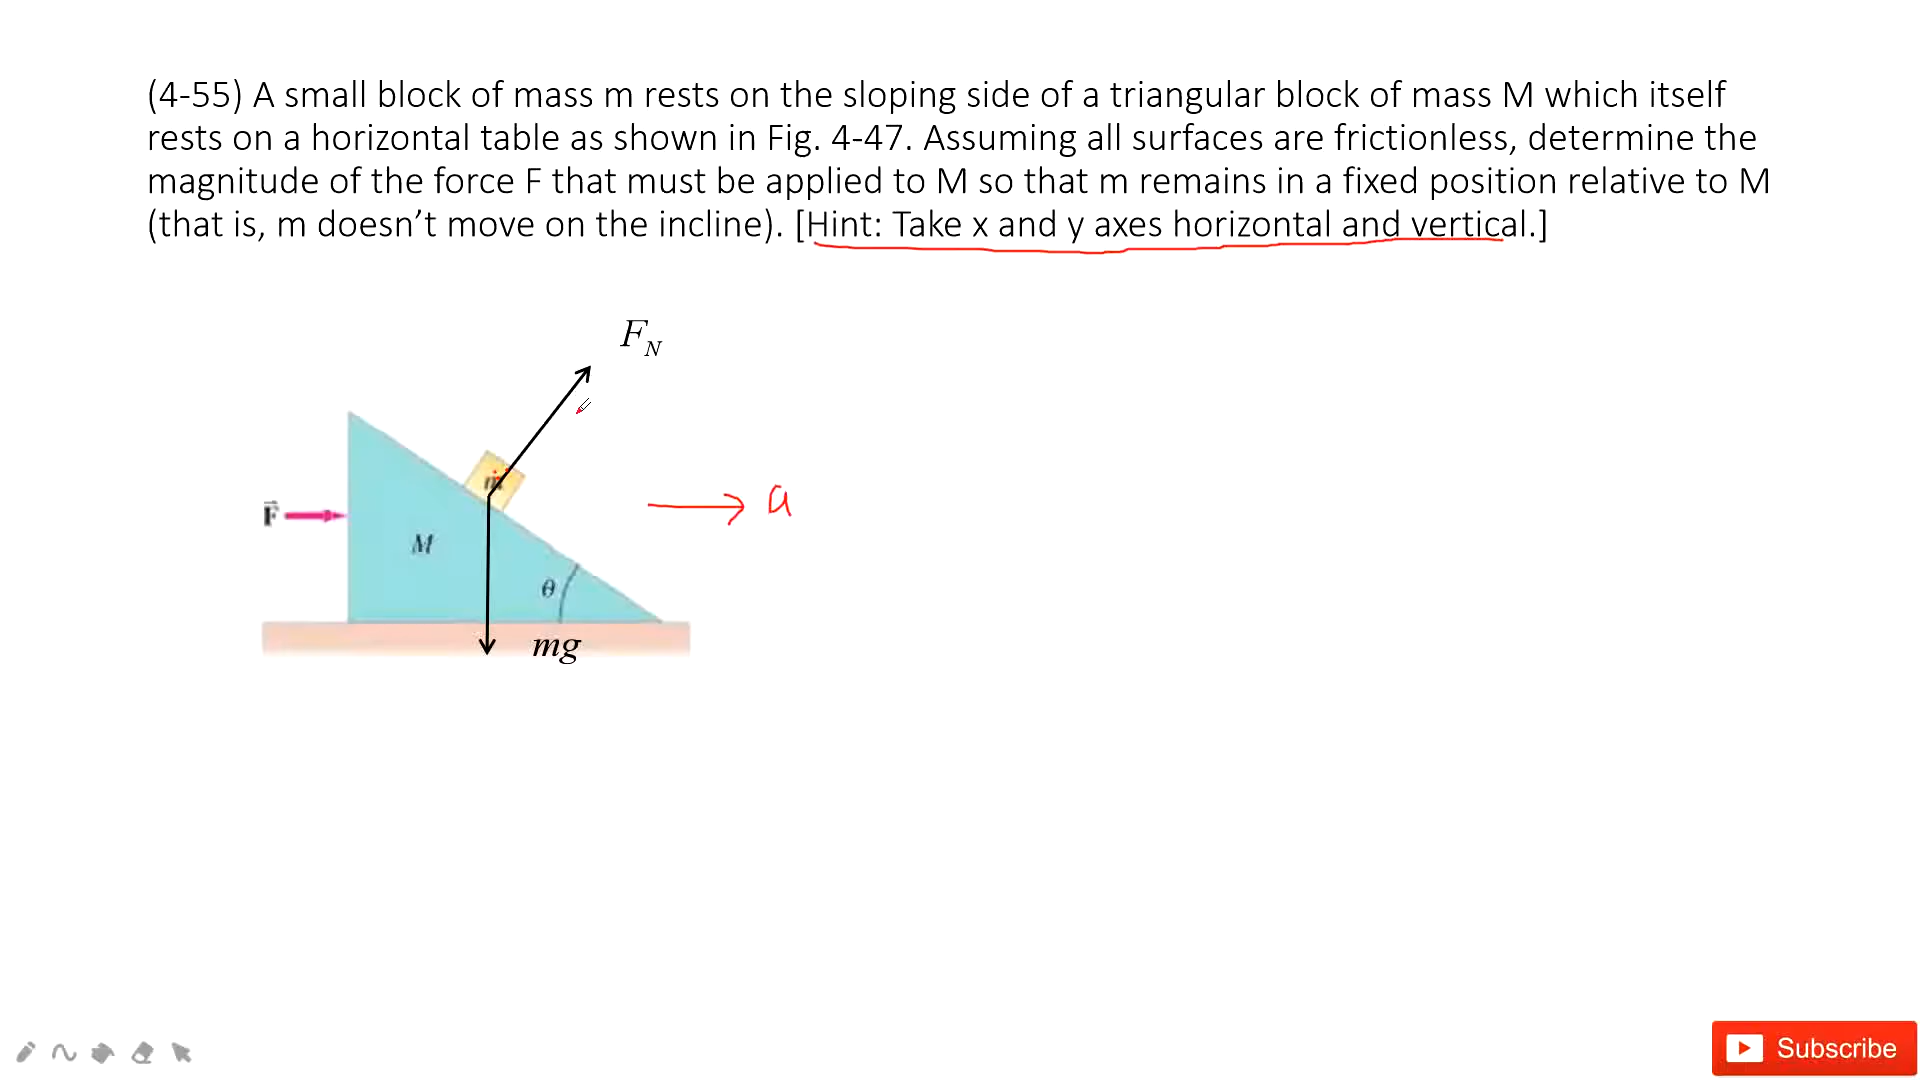 (4-55) A small block of mass m rests on the sloping side of a triangular block of mass M which itself
rests on a horizontal table as shown in Fig. 4-47. Assuming all surfaces are frictionless, determine the
magnitude of the force F that must be applied to M so that m remains in a fixed position relative to M
(that is, m doesn’t move on the incline). [Hint: Take x and y axes horizontal and vertical.]
F_N
m
a
F⃗
M
θ
mg
Subscribe